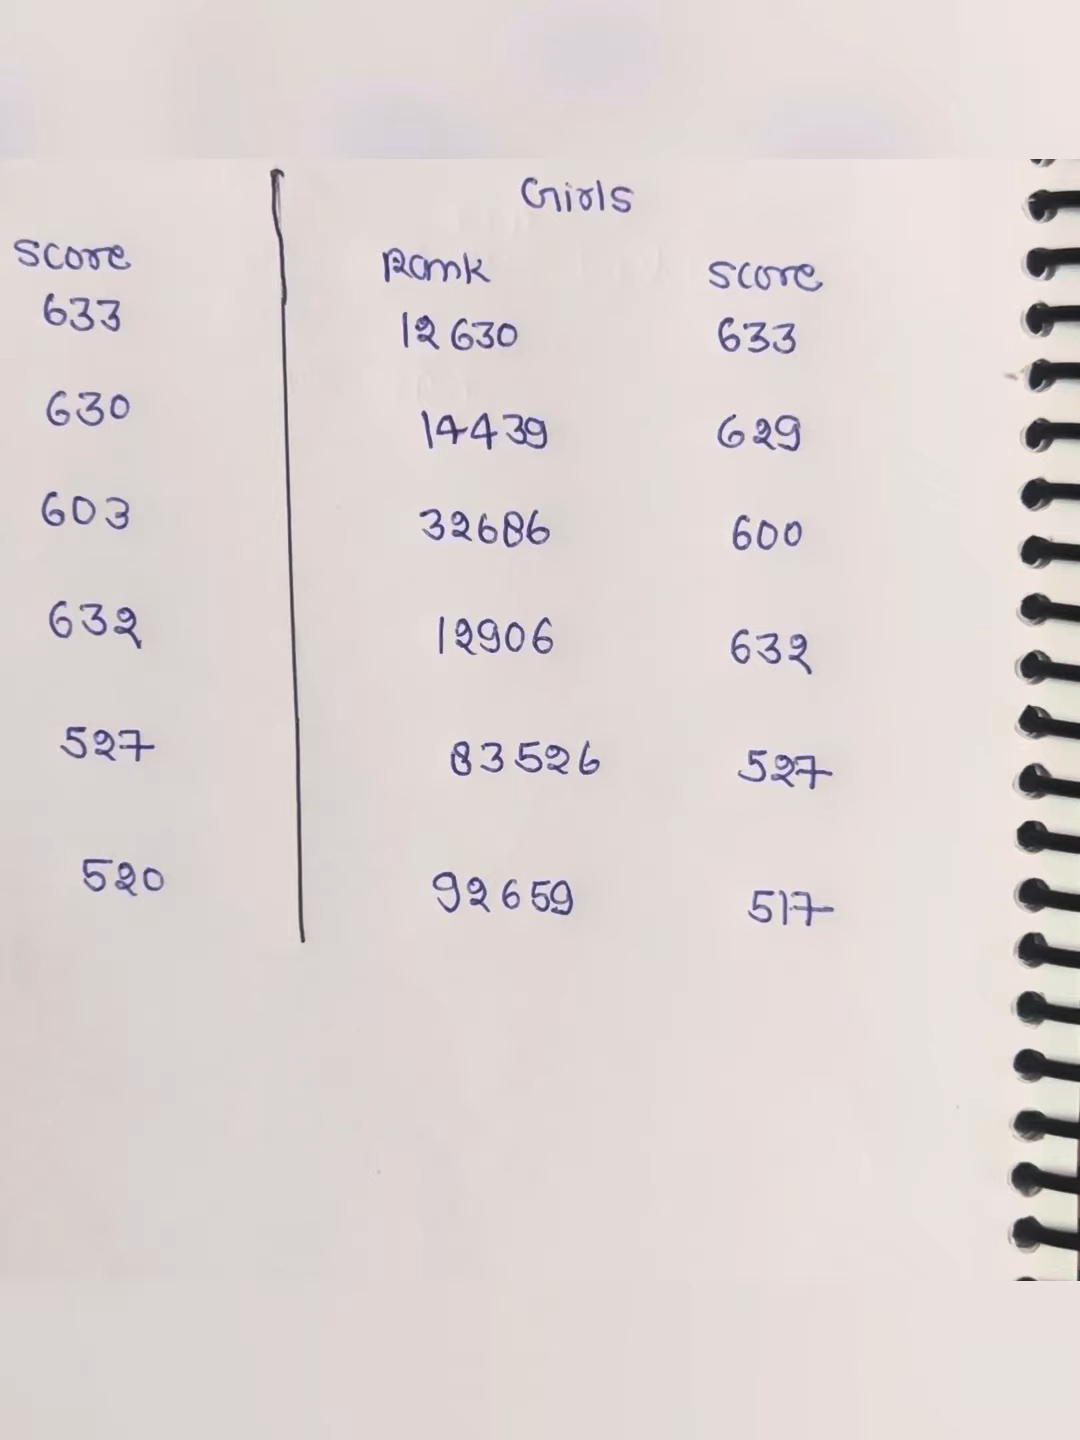 Girls
Score Rank Score
633 12630 633
630 14439 629
603 32686 600
632 12906 632
527 83526 527
520 92659 517